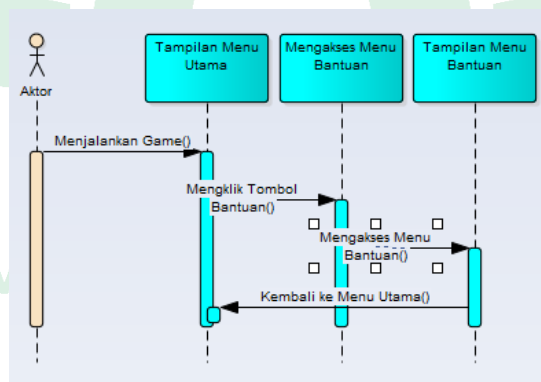 Tampilan Menu
Utama
Mengakses Menu
Bantuan
Tampilan Menu
Bantuan
Aktor
Menjalankan Game()
Mengklik Tombol
Bantuan()
Mengakses Menu
Bantuan()
Kembali ke Menu Utama()